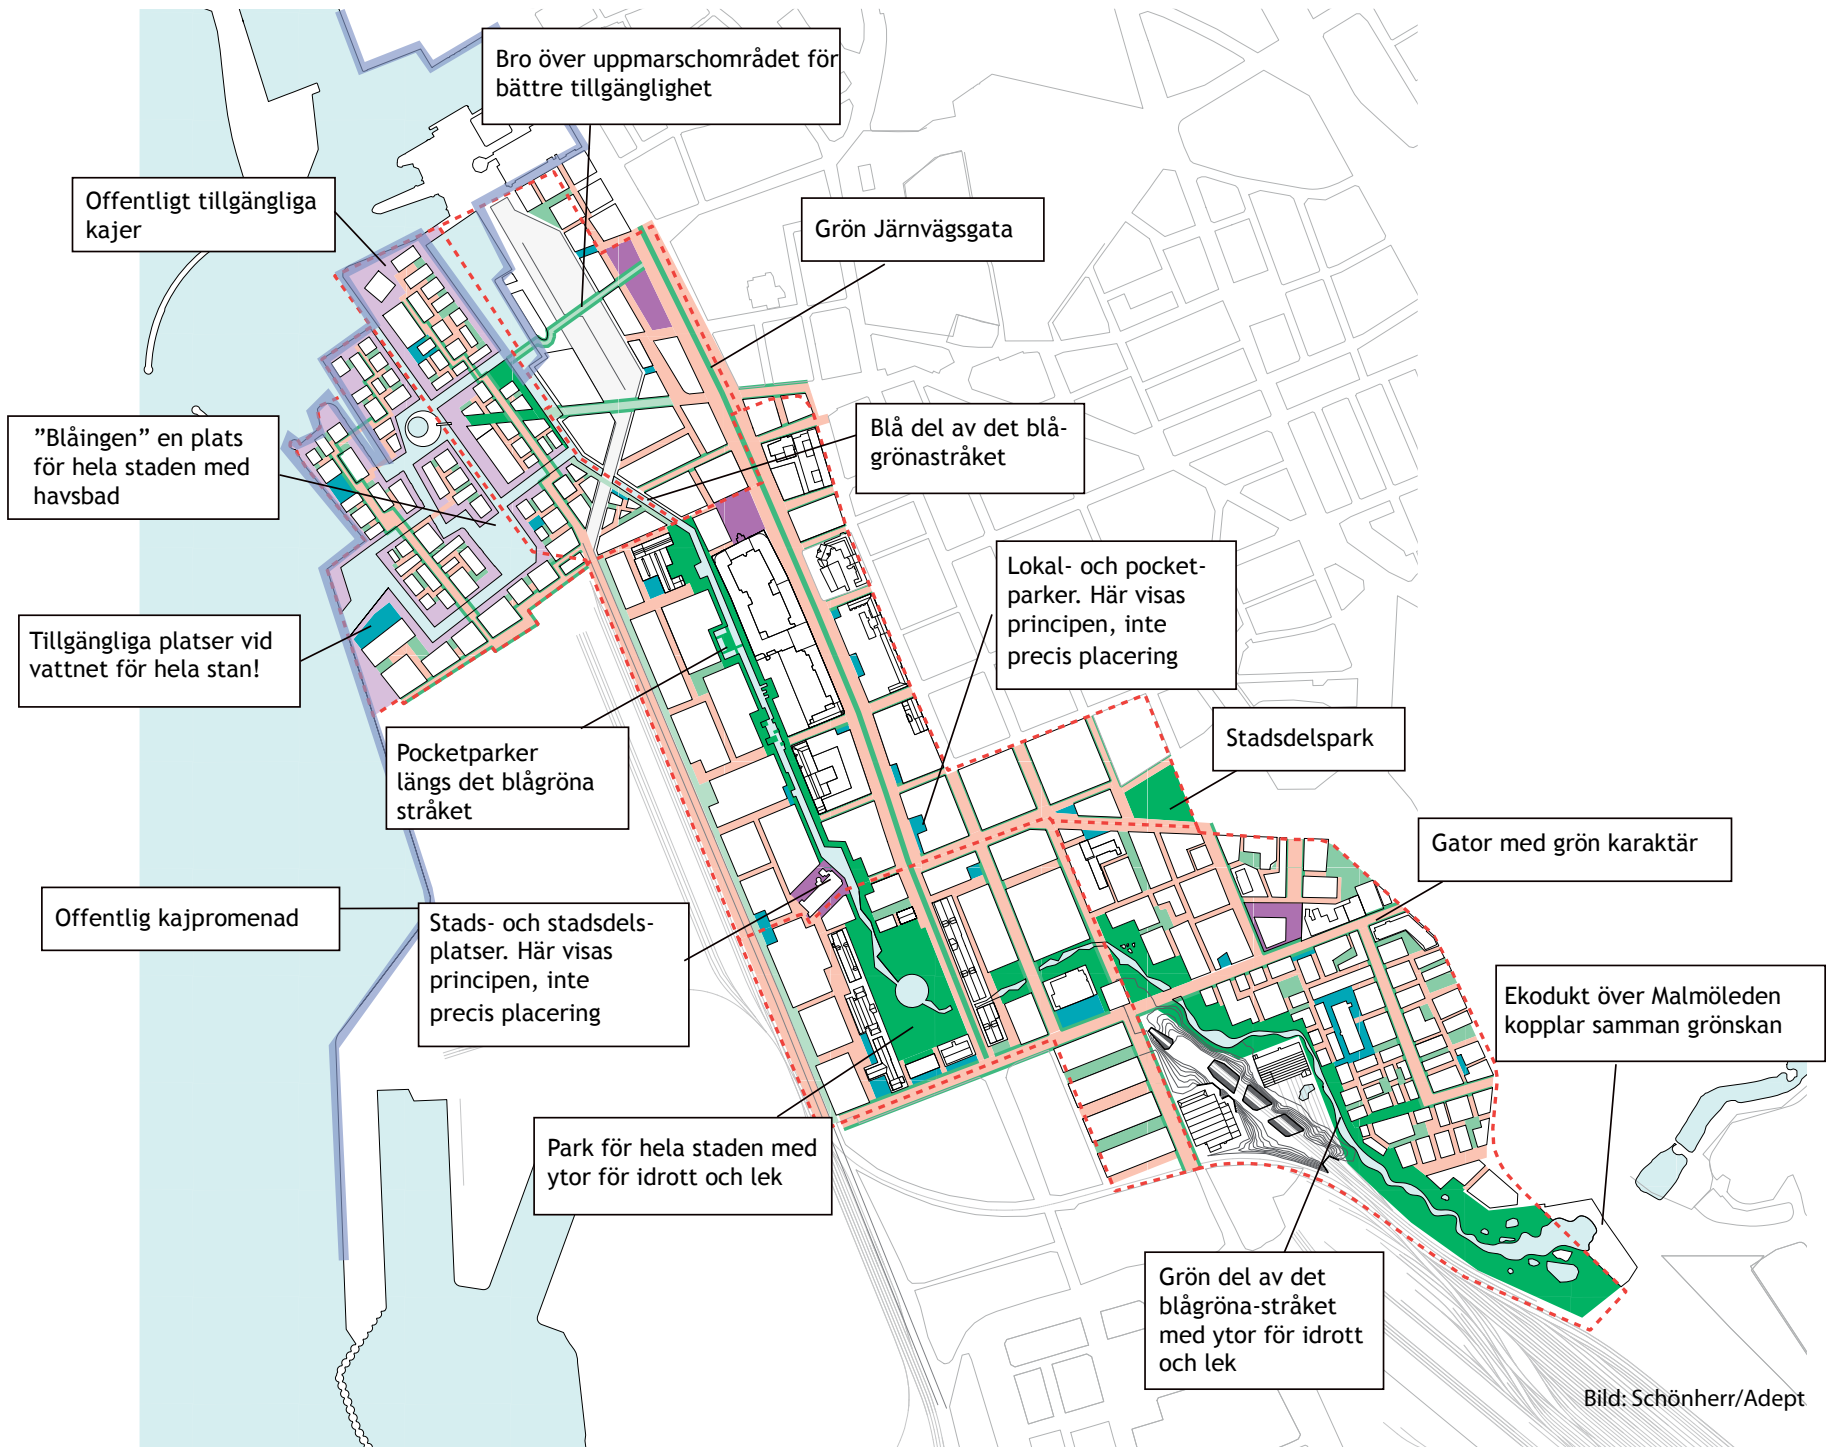 Bro över uppmarschområdet för
bättre tillgänglighet
Offentligt tillgängliga
kajer
Grön Järnvägsgata
”Blåingen” en plats
för hela staden med
havsbad
Blå del av det blå-
grönastråket
Lokal- och pocket-
parker. Här visas
principen, inte
precis placering
Tillgängliga platser vid
vattnet för hela stan!
Pocketparker
längs det blågröna
stråket
Stadsdelspark
Gator med grön karaktär
Offentlig kajpromenad
Stads- och stadsdels-
platser. Här visas
principen, inte
precis placering
Ekodukt över Malmöleden
kopplar samman grönskan
Park för hela staden med
ytor för idrott och lek
Grön del av det
blågröna-stråket
med ytor för idrott
och lek
Bild: Schönherr/Adept